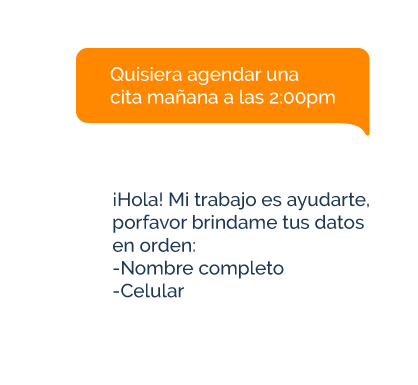 Quisiera agendar una
cita mañana a las 2:00pm
¡Hola! Mi trabajo es ayudarte,
porfavor brindame tus datos
en orden:
-Nombre completo
-Celular